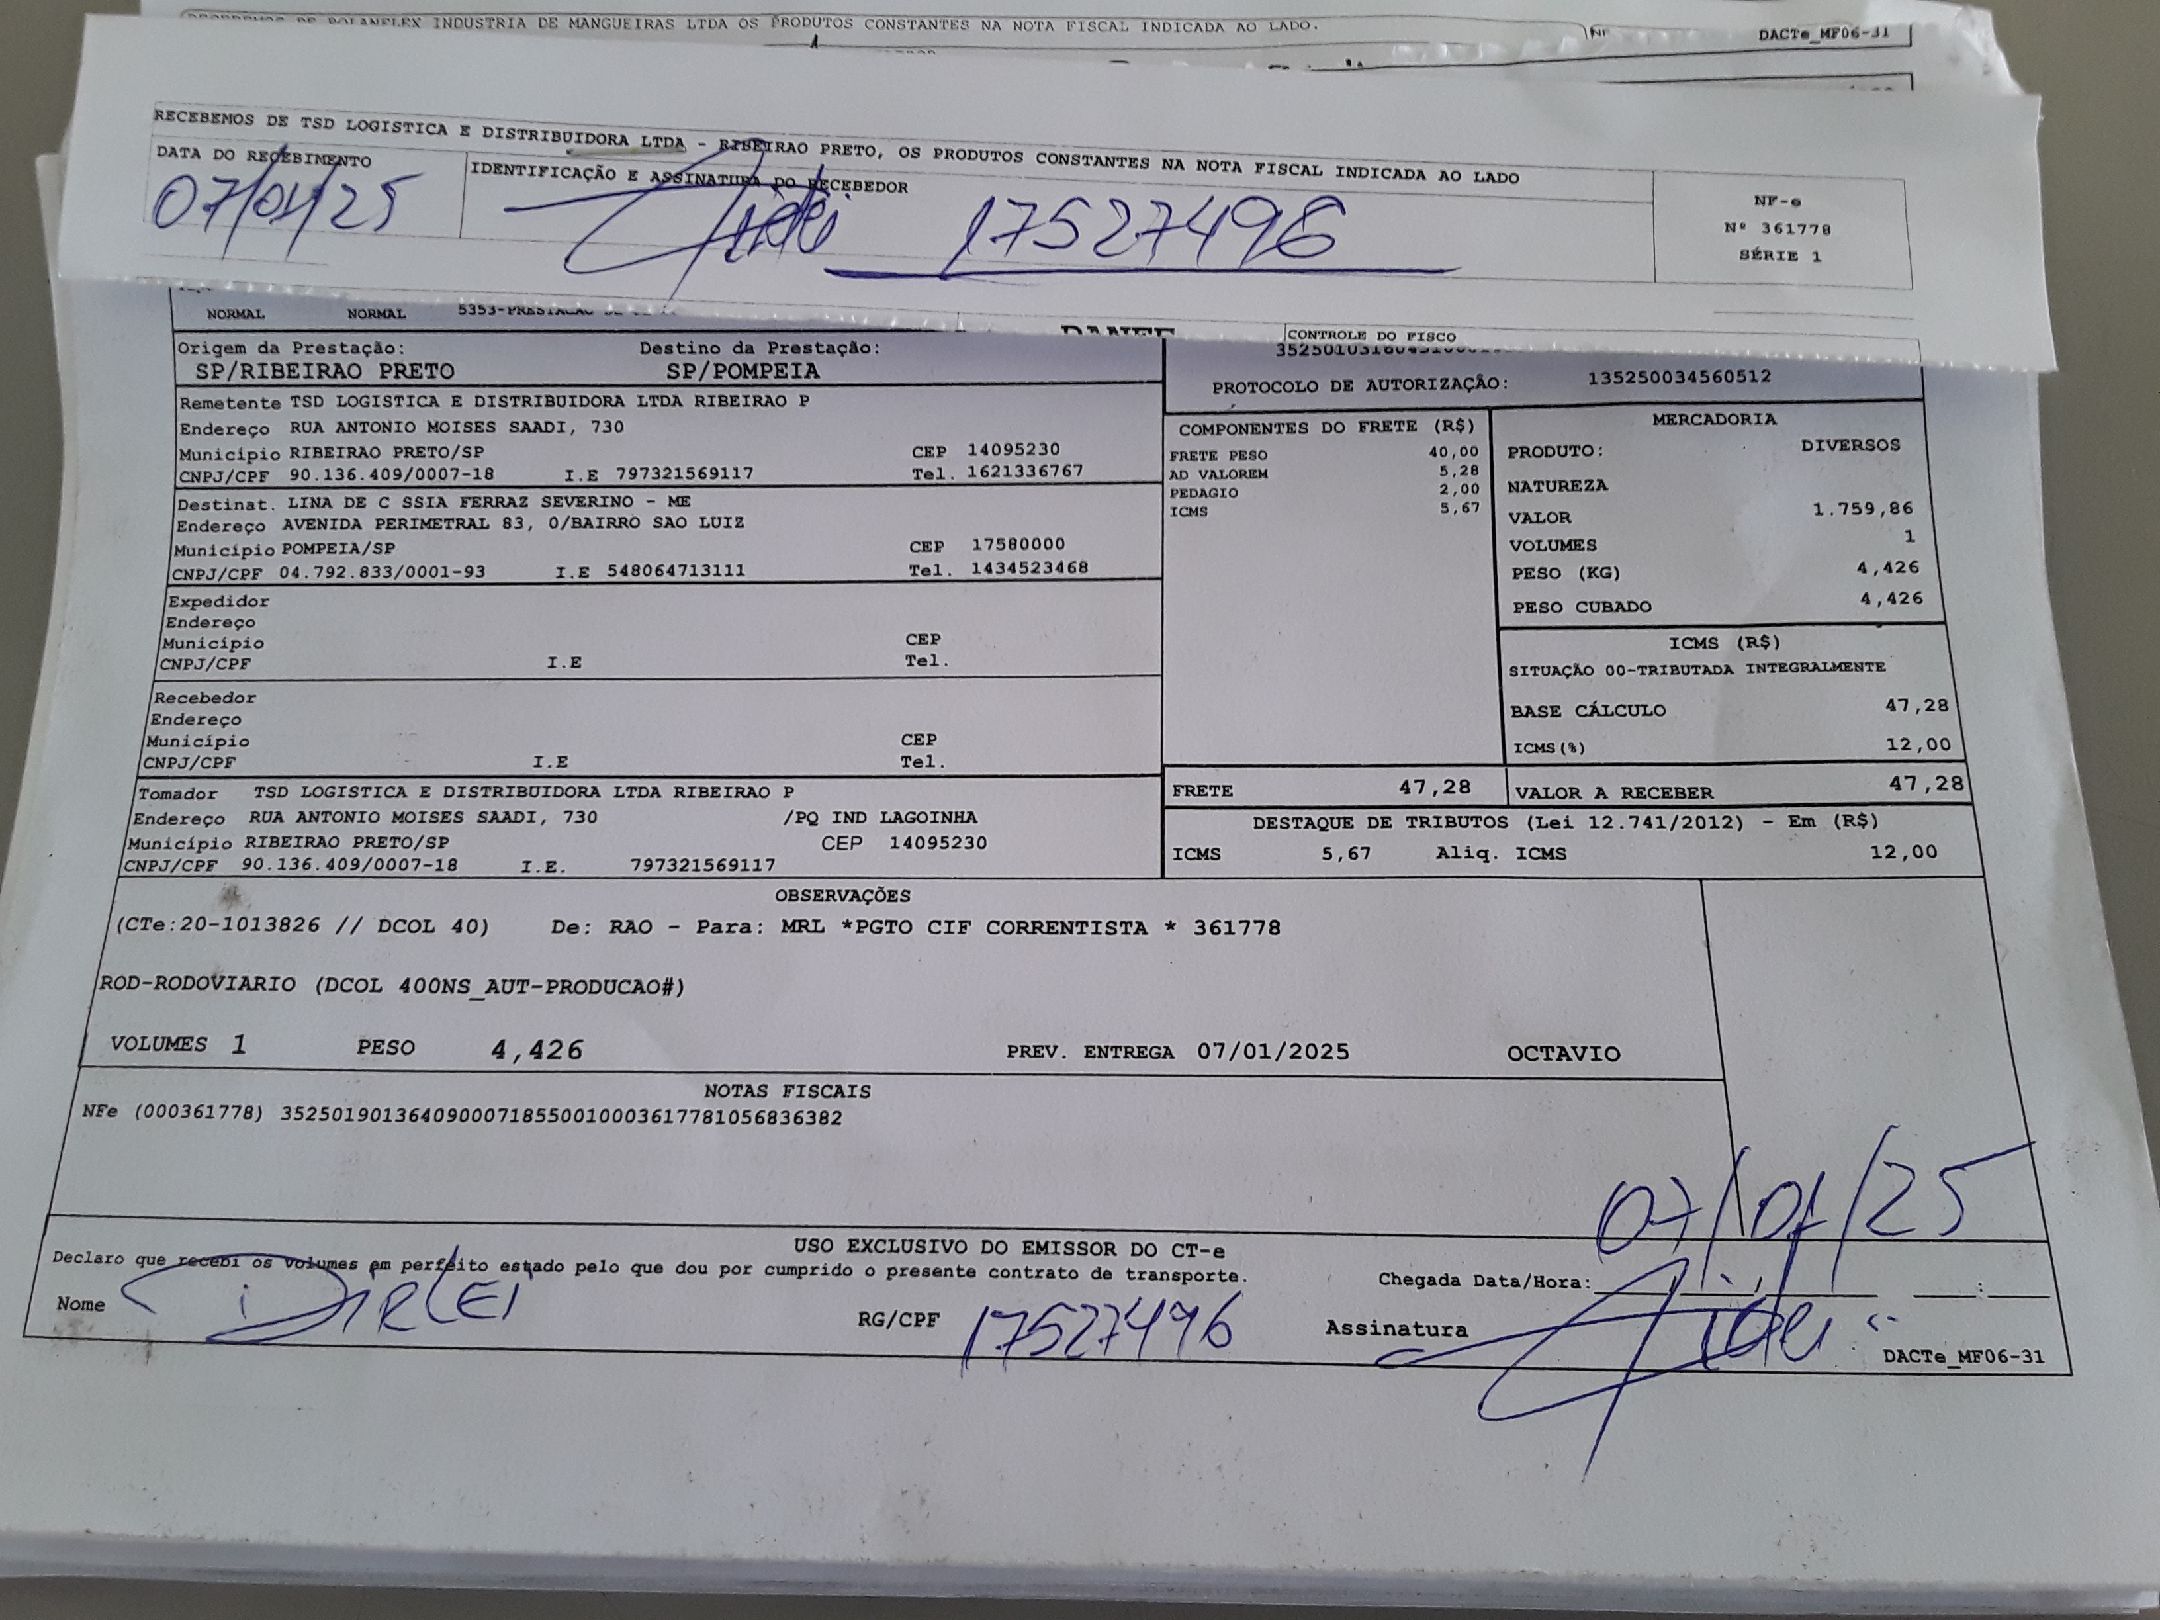 INDUSTRIA DE MANGUEIRAS LTDA OS PRODUTOS CONSTANTES NA NOTA FISCAL INDICADA AO LADO.
DACTe_MF06-31
RECEBEMOS DE TSD LOGISTICA E DISTRIBUIDORA LTDA - RIBEIRAO PRETO, OS PRODUTOS CONSTANTES NA NOTA FISCAL INDICADA AO LADO
DATA DO RECEBIMENTO IDENTIFICAÇÃO E ASSINATURA DO RECEBEDOR
07/01/25 17527496
NF-e
Nº 361778
SÉRIE 1
NORMAL NORMAL
CONTROLE DO FISCO
Origem da Prestação: Destino da Prestação:
SP/RIBEIRAO PRETO SP/POMPEIA
PROTOCOLO DE AUTORIZAÇÃO: 135250034560512
Remetente TSD LOGISTICA E DISTRIBUIDORA LTDA RIBEIRAO P
Endereço RUA ANTONIO MOISES SAADI, 730
Município RIBEIRAO PRETO/SP CEP 14095230
CNPJ/CPF 90.136.409/0007-18 I.E 797321569117 Tel. 1621336767
Destinat. LINA DE C SSIA FERRAZ SEVERINO - ME
Endereço AVENIDA PERIMETRAL 83, 0/BAIRRO SAO LUIZ
Município POMPEIA/SP CEP 17580000
CNPJ/CPF 04.792.833/0001-93 I.E 548064713111 Tel. 1434523468
Expedidor
Endereço
Município CEP
CNPJ/CPF I.E Tel.
Recebedor
Endereço
Município CEP
CNPJ/CPF I.E Tel.
Tomador TSD LOGISTICA E DISTRIBUIDORA LTDA RIBEIRAO P
Endereço RUA ANTONIO MOISES SAADI, 730 /PQ IND LAGOINHA
Município RIBEIRAO PRETO/SP CEP 14095230
CNPJ/CPF 90.136.409/0007-18 I.E. 797321569117
COMPONENTES DO FRETE (R$)
FRETE PESO 40,00
AD VALOREM 5,28
PEDAGIO 2,00
ICMS 5,67
MERCADORIA
PRODUTO: DIVERSOS
NATUREZA
VALOR 1.759,86
VOLUMES 1
PESO (KG) 4,426
PESO CUBADO 4,426
ICMS (R$)
SITUAÇÃO 00-TRIBUTADA INTEGRALMENTE
BASE CÁLCULO 47,28
ICMS(%) 12,00
FRETE 47,28 VALOR A RECEBER 47,28
DESTAQUE DE TRIBUTOS (Lei 12.741/2012) - Em (R$)
ICMS 5,67 Aliq. ICMS 12,00
OBSERVAÇÕES
(CTe:20-1013826 // DCOL 40) De: RAO - Para: MRL *PGTO CIF CORRENTISTA * 361778
ROD-RODOVIARIO (DCOL 400NS_AUT-PRODUCAO#)
VOLUMES 1 PESO 4,426 PREV. ENTREGA 07/01/2025 OCTAVIO
NOTAS FISCAIS
NFe (000361778) 35250190136409000718550010003617781056836382
07/01/25
USO EXCLUSIVO DO EMISSOR DO CT-e
Declaro que recebi os volumes em perfeito estado pelo que dou por cumprido o presente contrato de transporte.
Chegada Data/Hora:
Nome RG/CPF 17527496 Assinatura
DACTe_MF06-31